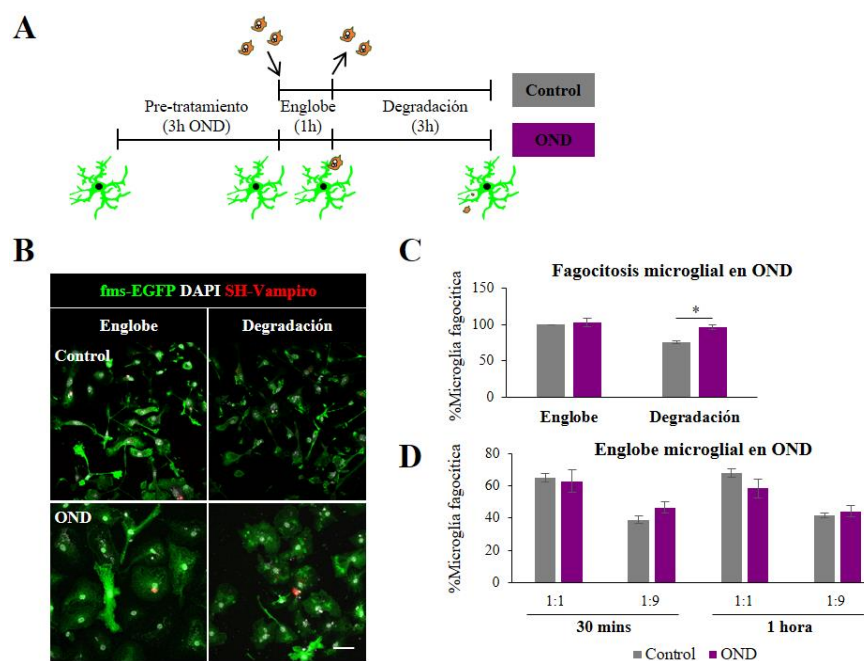 A
Pre-tratamiento
(3h OND)
Englobe
(1h)
Degradación
(3h)
Control
OND
B
fms-EGFP DAPI SH-Vampiro
Englobe
Degradación
Control
OND
C
Fagocitosis microglial en OND
%Microglia fagocítica
150
100
50
0
*
Englobe
Degradación
D
Englobe microglial en OND
%Microglia fagocítica
80
60
40
20
0
1:1
1:9
1:1
1:9
30 mins
1 hora
Control
OND